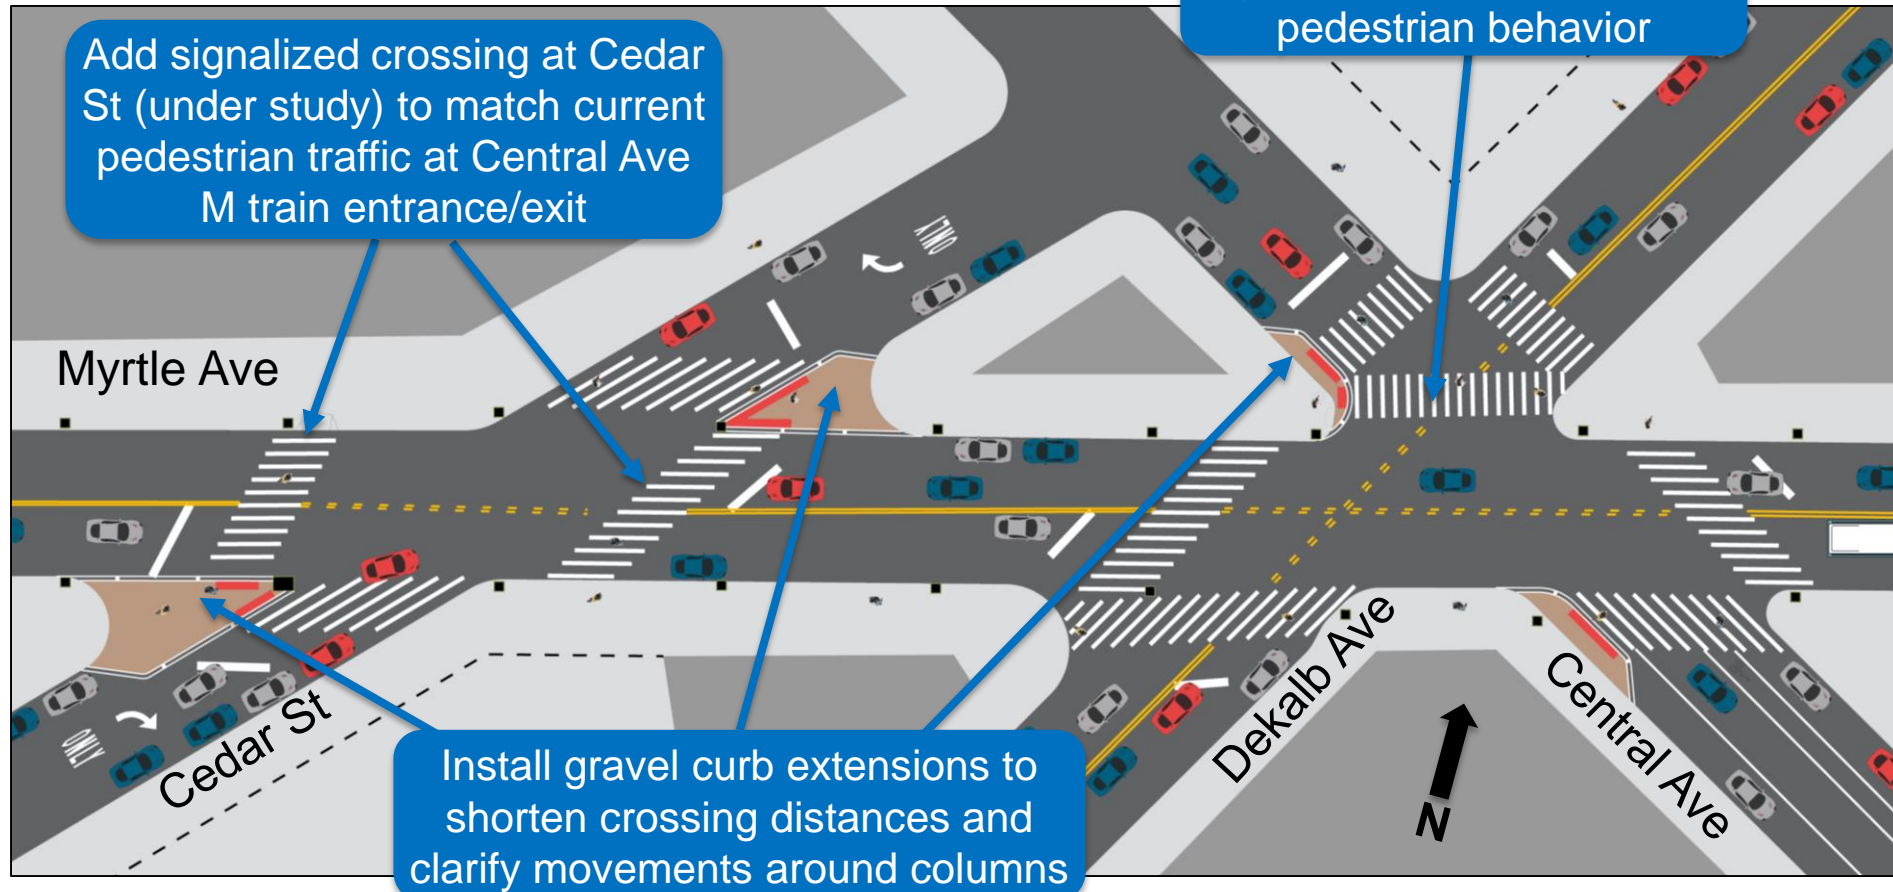 pedestrian behavior
Add signalized crossing at Cedar
St (under study) to match current
pedestrian traffic at Central Ave
M train entrance/exit
ONLY
Myrtle Ave
ONLY
Cedar St
Dekalb Ave
Central Ave
N
Install gravel curb extensions to
shorten crossing distances and
clarify movements around columns